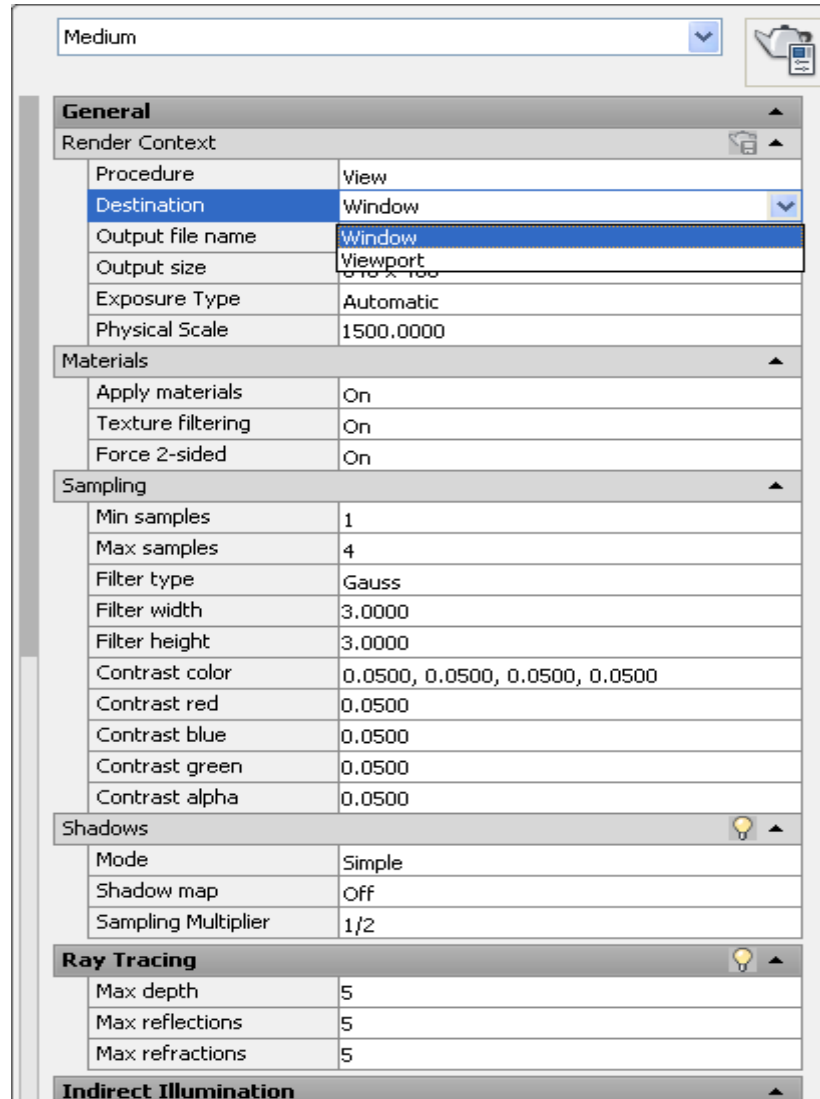 Medium
General
Render Context
Procedure View
Destination Window
Output file name Window
Output size Viewport
Exposure Type Automatic
Physical Scale 1500.0000
Materials
Apply materials On
Texture filtering On
Force 2-sided On
Sampling
Min samples 1
Max samples 4
Filter type Gauss
Filter width 3.0000
Filter height 3.0000
Contrast color 0.0500, 0.0500, 0.0500, 0.0500
Contrast red 0.0500
Contrast blue 0.0500
Contrast green 0.0500
Contrast alpha 0.0500
Shadows
Mode Simple
Shadow map Off
Sampling Multiplier 1/2
Ray Tracing
Max depth 5
Max reflections 5
Max refractions 5
Indirect Illumination